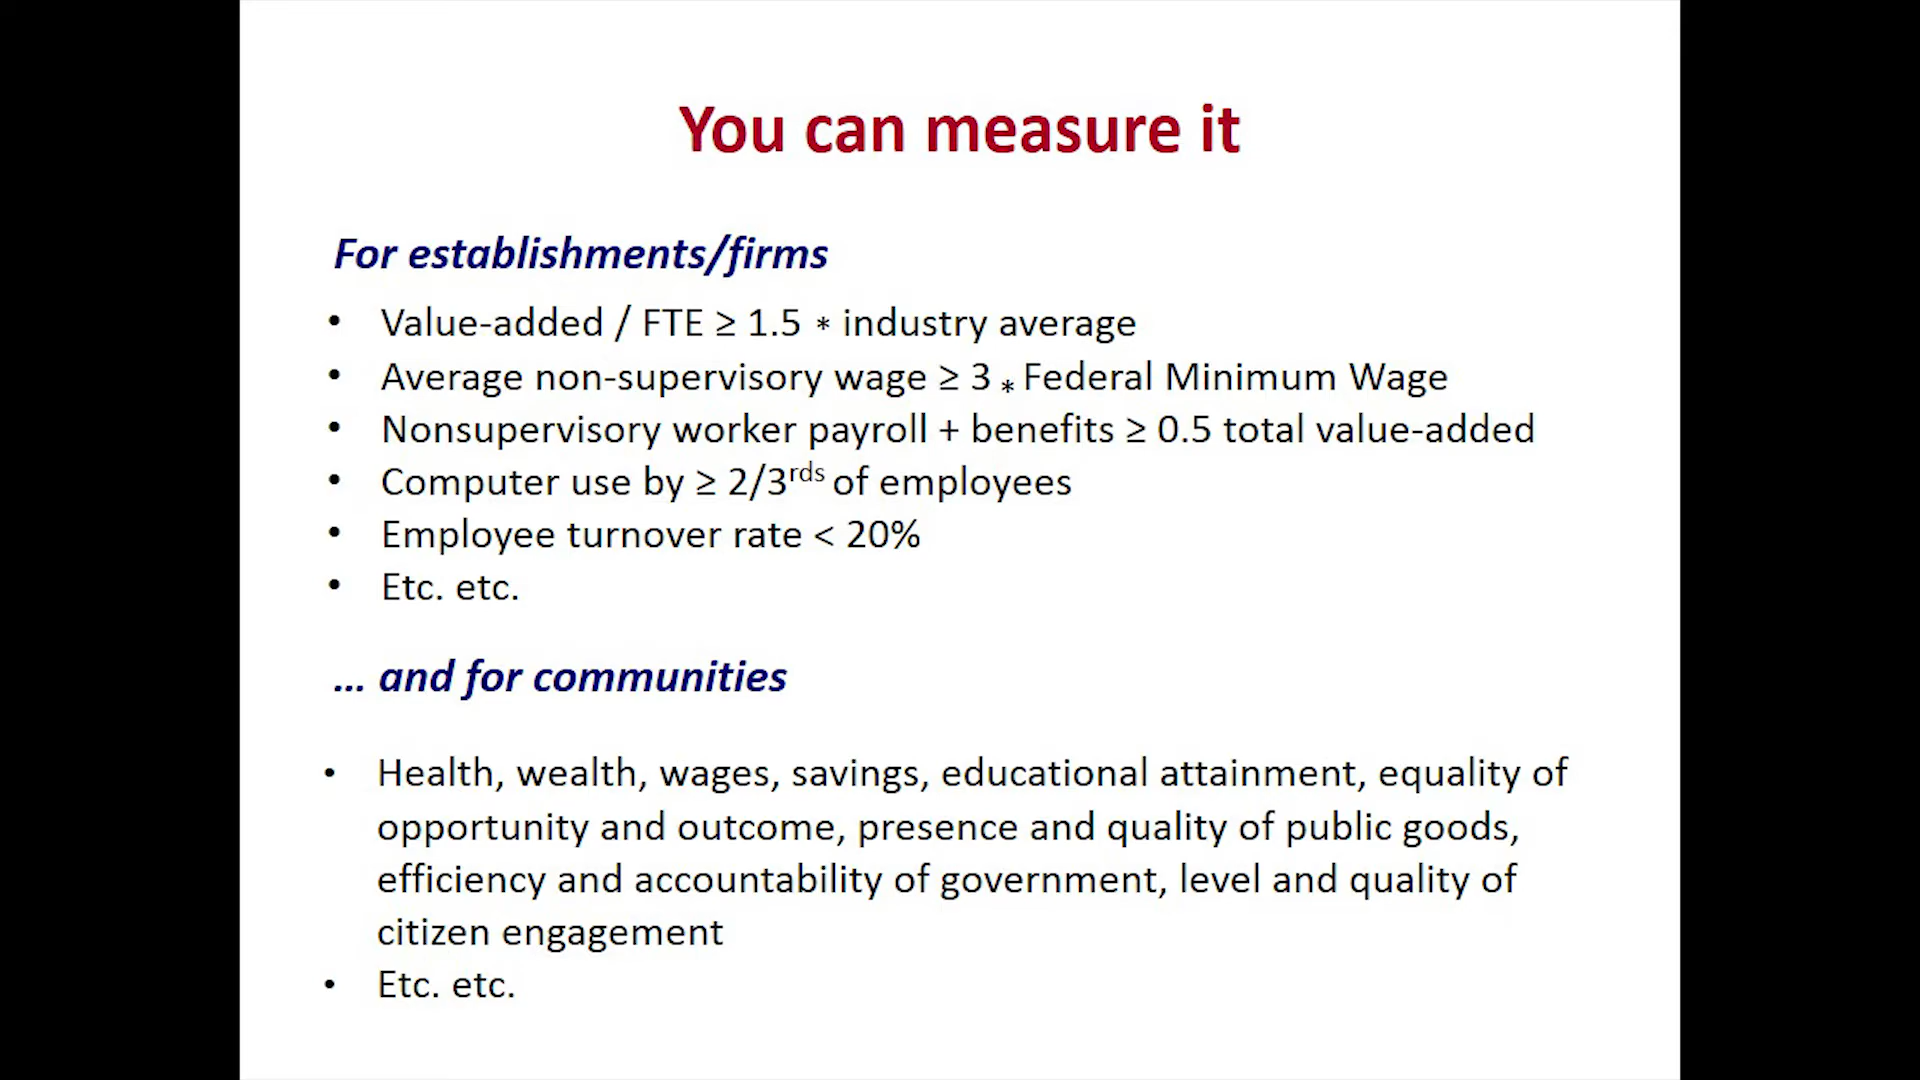 You can measure it
For establishments/firms
• Value-added / FTE ≥ 1.5 * industry average
• Average non-supervisory wage ≥ 3 * Federal Minimum Wage
• Nonsupervisory worker payroll + benefits ≥ 0.5 total value-added
• Computer use by ≥ 2/3rds of employees
• Employee turnover rate < 20%
• Etc. etc.
... and for communities
• Health, wealth, wages, savings, educational attainment, equality of
opportunity and outcome, presence and quality of public goods,
efficiency and accountability of government, level and quality of
citizen engagement
• Etc. etc.